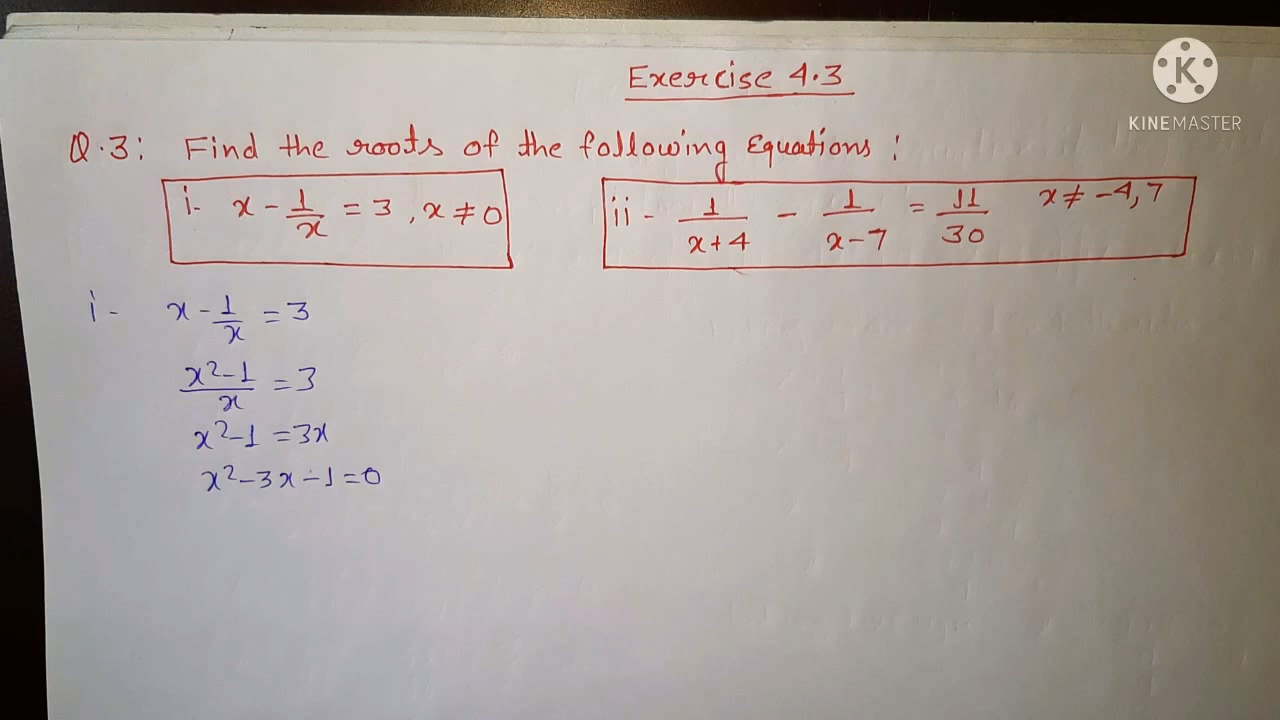 Exercise 4.3
K
KINEMASTER
Q.3: Find the roots of the following Equations :
i- x - 1/x = 3 , x ≠ 0
ii - 1/(x+4) - 1/(x-7) = 11/30 x ≠ -4, 7
i - x - 1/x = 3
(x² - 1)/x = 3
x² - 1 = 3x
x² - 3x - 1 = 0